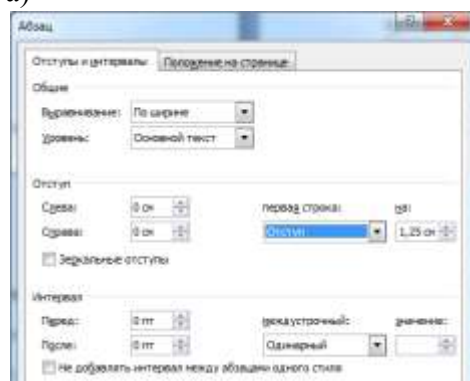 а)
Абзац
Отступы и интервалы Положение на странице
Общие
Выравнивание: По ширине
Уровень: Основной текст
Отступ
Слева: 0 см первая строка: на:
Справа: 0 см Отступ 1,25 см
Зеркальные отступы
Интервал
Перед: 0 пт междустрочный: значение:
После: 0 пт Одинарный
Не добавлять интервал между абзацами одного стиля